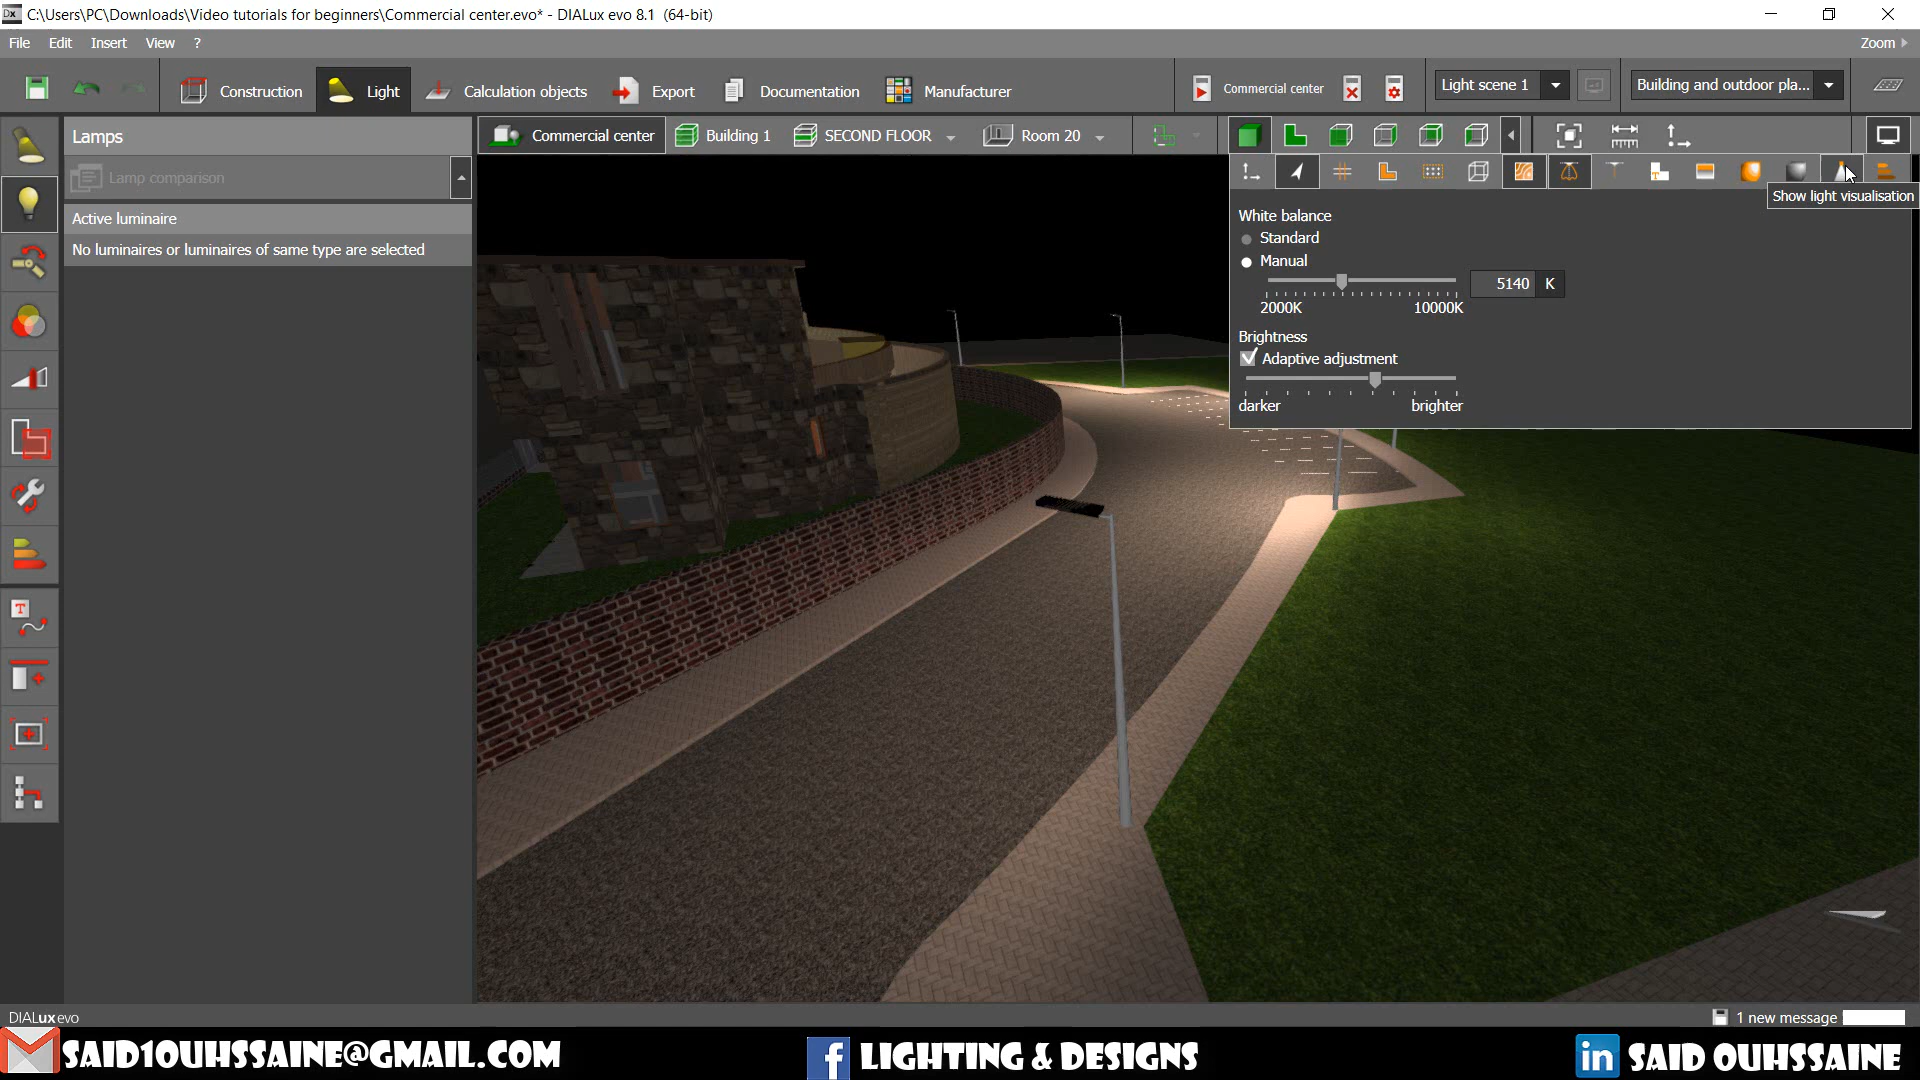 Dx C:\Users\PC\Downloads\Video tutorials for beginners\Commercial center.evo* - DIALux evo 8.1 (64-bit)
File Edit Insert View ? Zoom
Construction Light Calculation objects Export Documentation Manufacturer Commercial center Light scene 1 Building and outdoor pla...
Lamps Commercial center Building 1 SECOND FLOOR Room 20
Lamp comparison
Show light visualisation
Active luminaire
No luminaires or luminaires of same type are selected
White balance
Standard
Manual
5140 K
2000K 10000K
Brightness
Adaptive adjustment
darker brighter
DIALux evo
1 new message
SAID1OUHSSAINE@GMAIL.COM
f LIGHTING & DESIGNS
in SAID OUHSSAINE